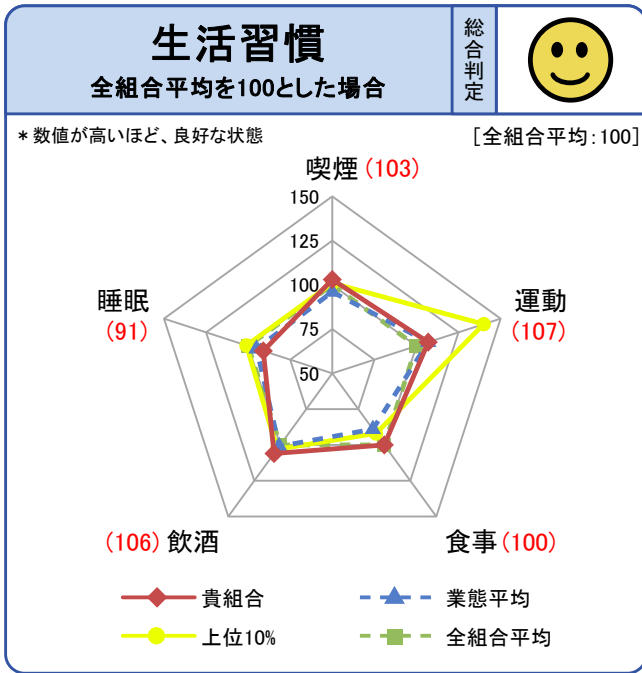 生活習慣
全組合平均を100とした場合
総合判定
*数値が高いほど、良好な状態
[全組合平均:100]
喫煙(103)
150
125
100
75
50
運動
(107)
睡眠
(91)
(106)飲酒
食事(100)
貴組合
業態平均
上位10%
全組合平均